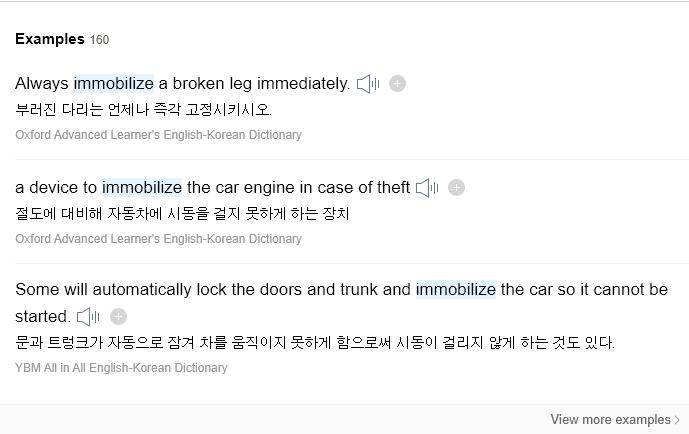 Examples 160
Always immobilize a broken leg immediately.
부러진 다리는 언제나 즉각 고정시키시오.
Oxford Advanced Learner's English-Korean Dictionary
a device to immobilize the car engine in case of theft
절도에 대비해 자동차에 시동을 걸지 못하게 하는 장치
Oxford Advanced Learner's English-Korean Dictionary
Some will automatically lock the doors and trunk and immobilize the car so it cannot be
started.
문과 트렁크가 자동으로 잠겨 차를 움직이지 못하게 함으로써 시동이 걸리지 않게 하는 것도 있다.
YBM All in All English-Korean Dictionary
View more examples